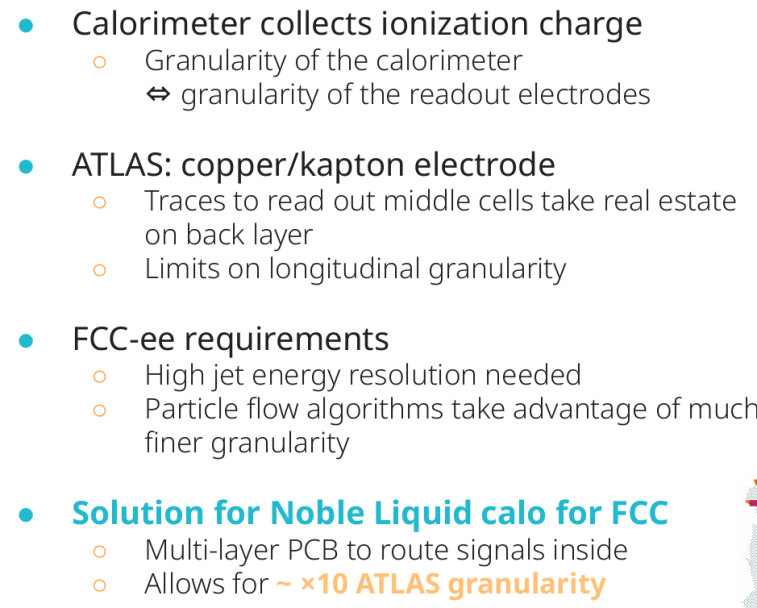 ● Calorimeter collects ionization charge
○ Granularity of the calorimeter
⇔ granularity of the readout electrodes
● ATLAS: copper/kapton electrode
○ Traces to read out middle cells take real estate
on back layer
○ Limits on longitudinal granularity
● FCC-ee requirements
○ High jet energy resolution needed
○ Particle flow algorithms take advantage of much
finer granularity
● Solution for Noble Liquid calo for FCC
○ Multi-layer PCB to route signals inside
○ Allows for ~ ×10 ATLAS granularity